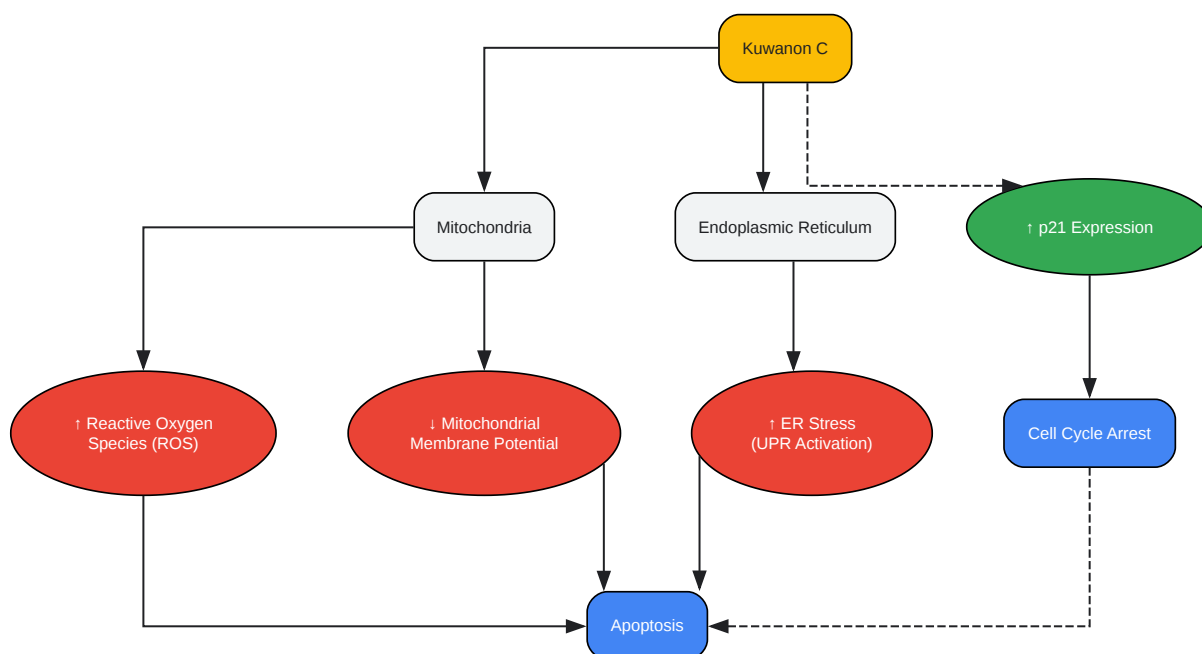 Kuwanon C
Mitochondria
Endoplasmic Reticulum
↑ p21 Expression
↑ Reactive Oxygen
Species (ROS)
↓ Mitochondrial
Membrane Potential
↑ ER Stress
(UPR Activation)
Cell Cycle Arrest
Apoptosis